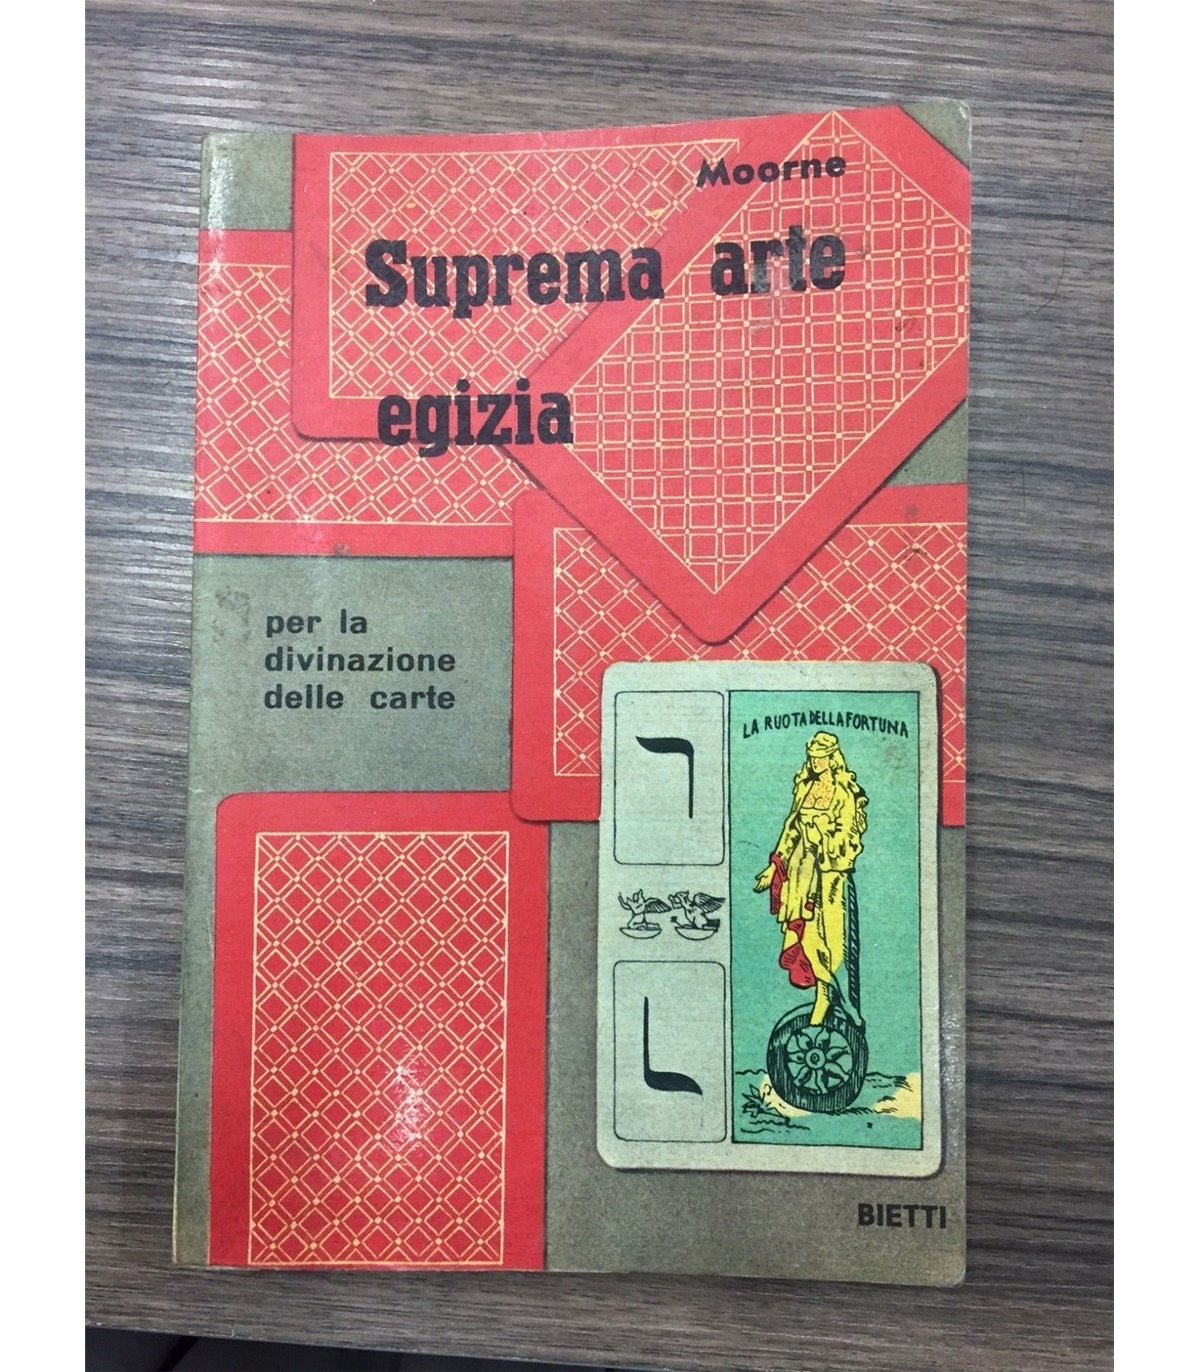 Moorne
Suprema arte
egizia
per la
divinazione
delle carte
LA RUOTA DELLA FORTUNA
ר
BIETTI